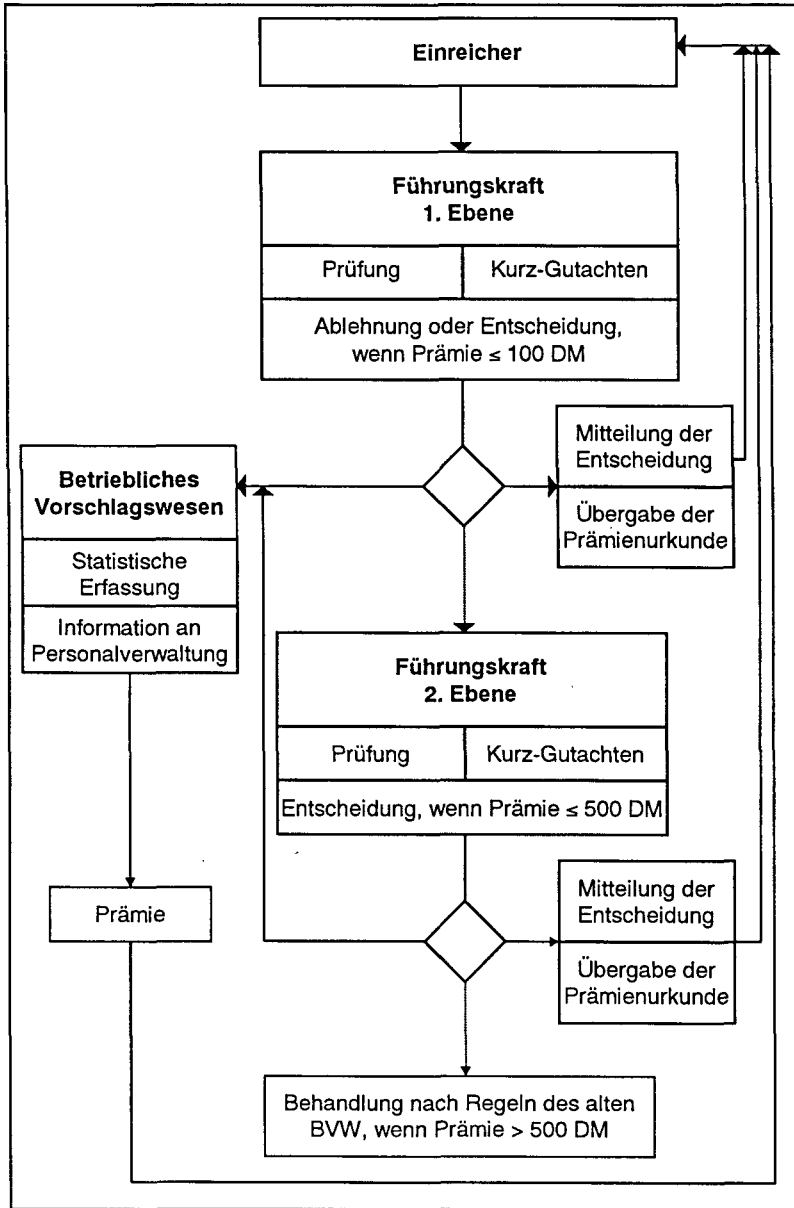 Einreicher
Führungskraft
1. Ebene
Prüfung
Kurz-Gutachten
Ablehnung oder Entscheidung,
wenn Prämie ≤ 100 DM
Mitteilung der
Entscheidung
Übergabe der
Prämienurkunde
Betriebliches
Vorschlagswesen
Statistische
Erfassung
Information an
Personalverwaltung
Führungskraft
2. Ebene
Prüfung
Kurz-Gutachten
Entscheidung, wenn Prämie ≤ 500 DM
Prämie
Mitteilung der
Entscheidung
Übergabe der
Prämienurkunde
Behandlung nach Regeln des alten
BVW, wenn Prämie > 500 DM